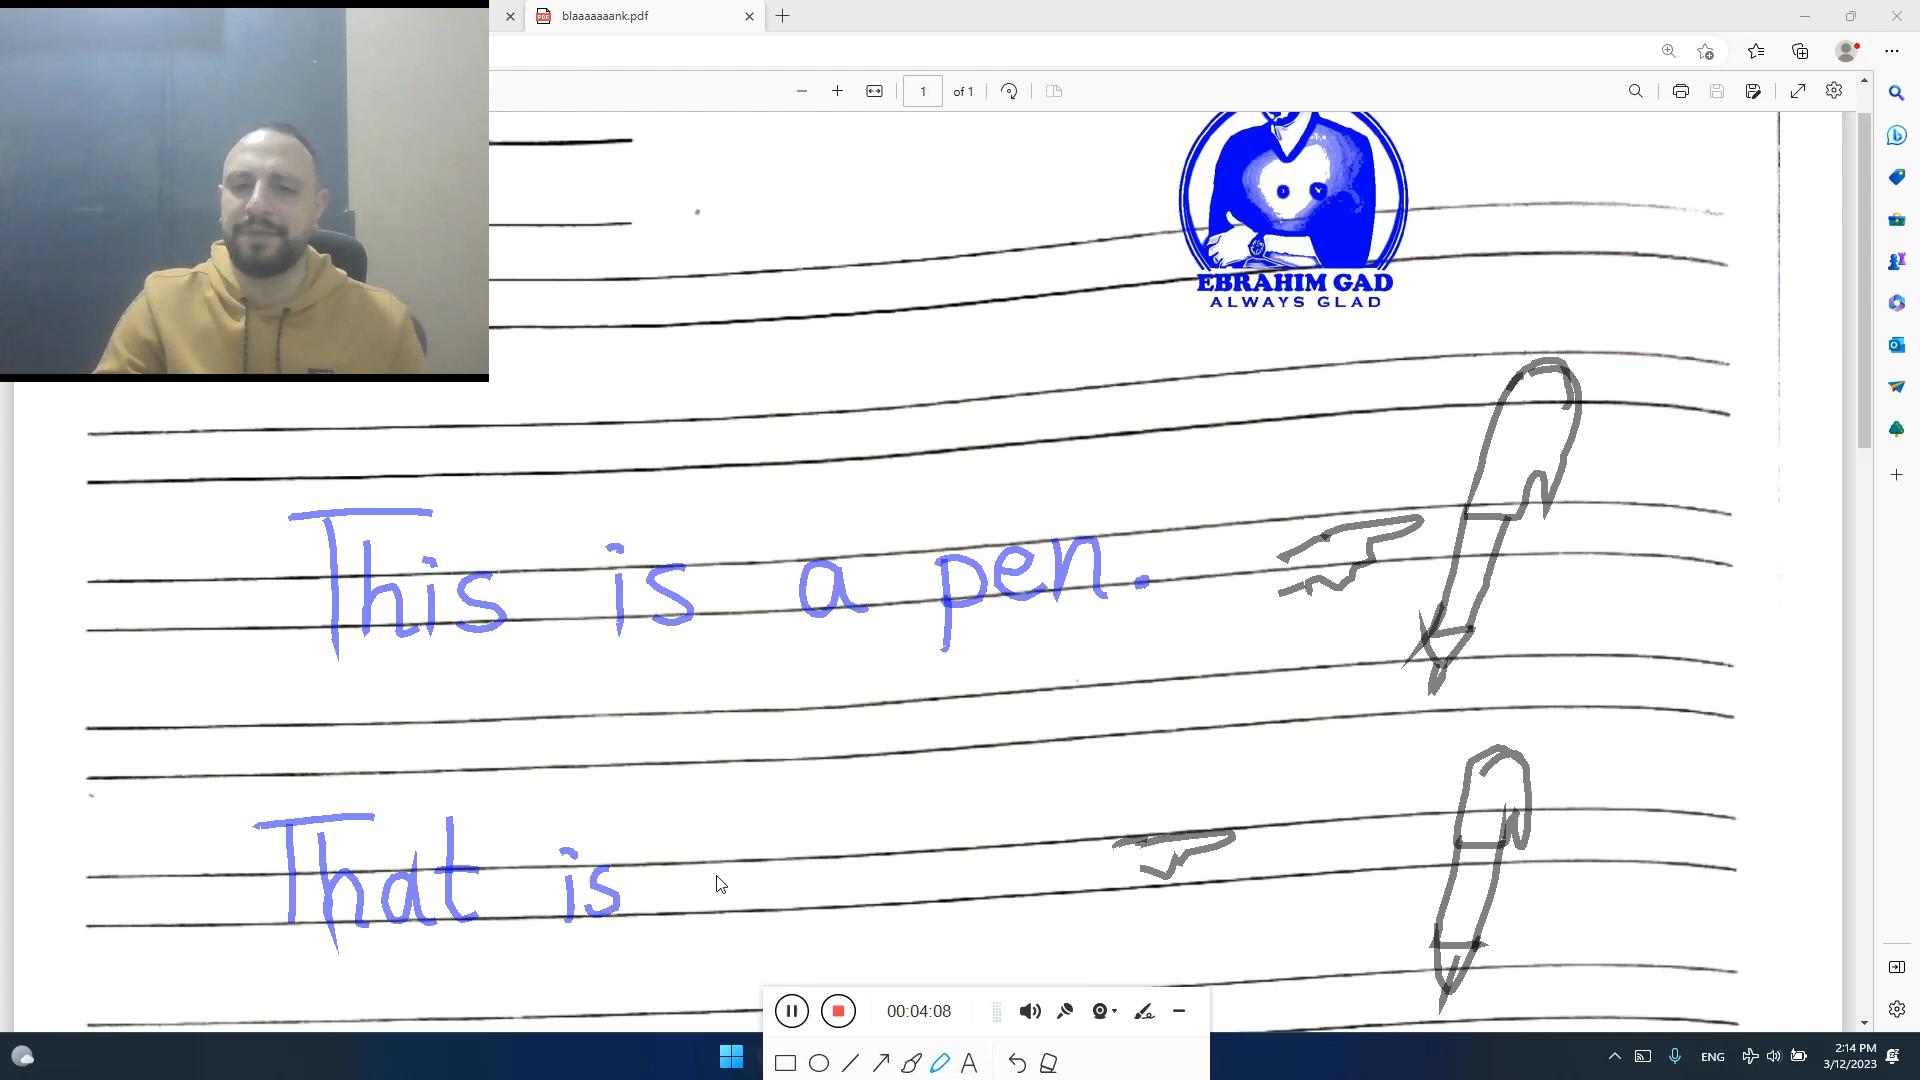 blaaaaaaank.pdf
1 of 1
EBRAHIM GAD
ALWAYS GLAD
This is a pen.
That is
00:04:08
ENG
2:14 PM
3/12/2023